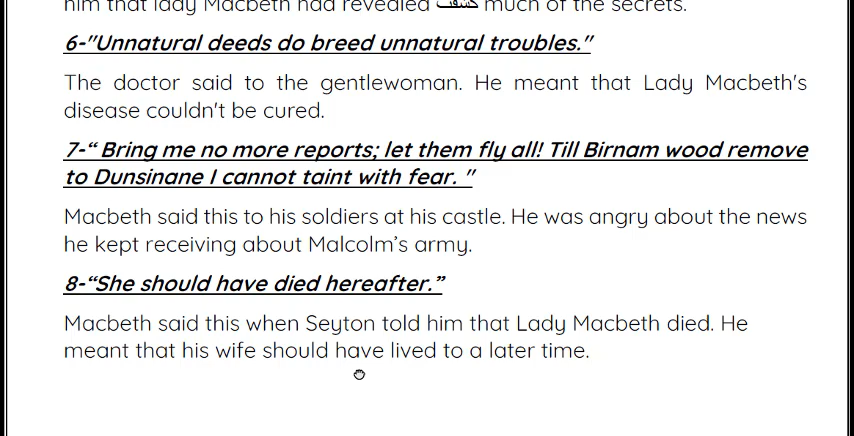 him that lady Macbeth had revealed كشفت much of the secrets.
6-"Unnatural deeds do breed unnatural troubles."
The doctor said to the gentlewoman. He meant that Lady Macbeth's
disease couldn't be cured.
7-“ Bring me no more reports; let them fly all! Till Birnam wood remove
to Dunsinane I cannot taint with fear. "
Macbeth said this to his soldiers at his castle. He was angry about the news
he kept receiving about Malcolm’s army.
8-“She should have died hereafter.”
Macbeth said this when Seyton told him that Lady Macbeth died. He
meant that his wife should have lived to a later time.